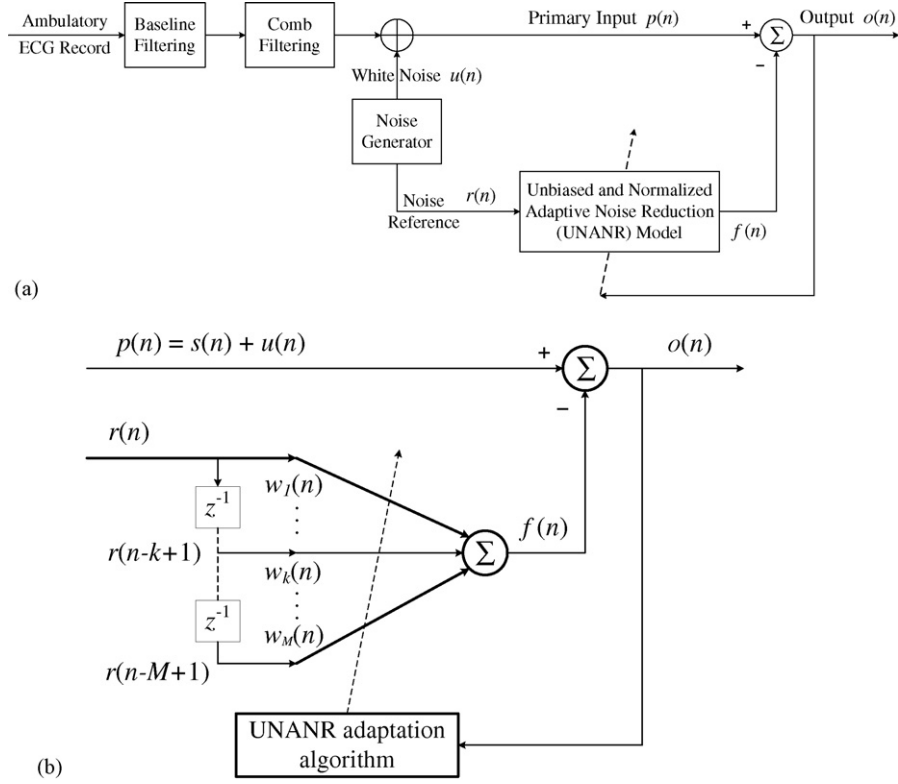 Ambulatory
ECG Record
Baseline
Filtering
Comb
Filtering
Primary Input p(n)
+
Σ
−
Output o(n)
White Noise u(n)
Noise
Generator
Noise
Reference
r(n)
Unbiased and Normalized
Adaptive Noise Reduction
(UNANR) Model
f(n)
(a)
p(n) = s(n) + u(n)
+
Σ
−
o(n)
r(n)
z⁻¹
w₁(n)
r(n-k+1)
wₖ(n)
Σ
f(n)
z⁻¹
w_M(n)
r(n-M+1)
UNANR adaptation
algorithm
(b)